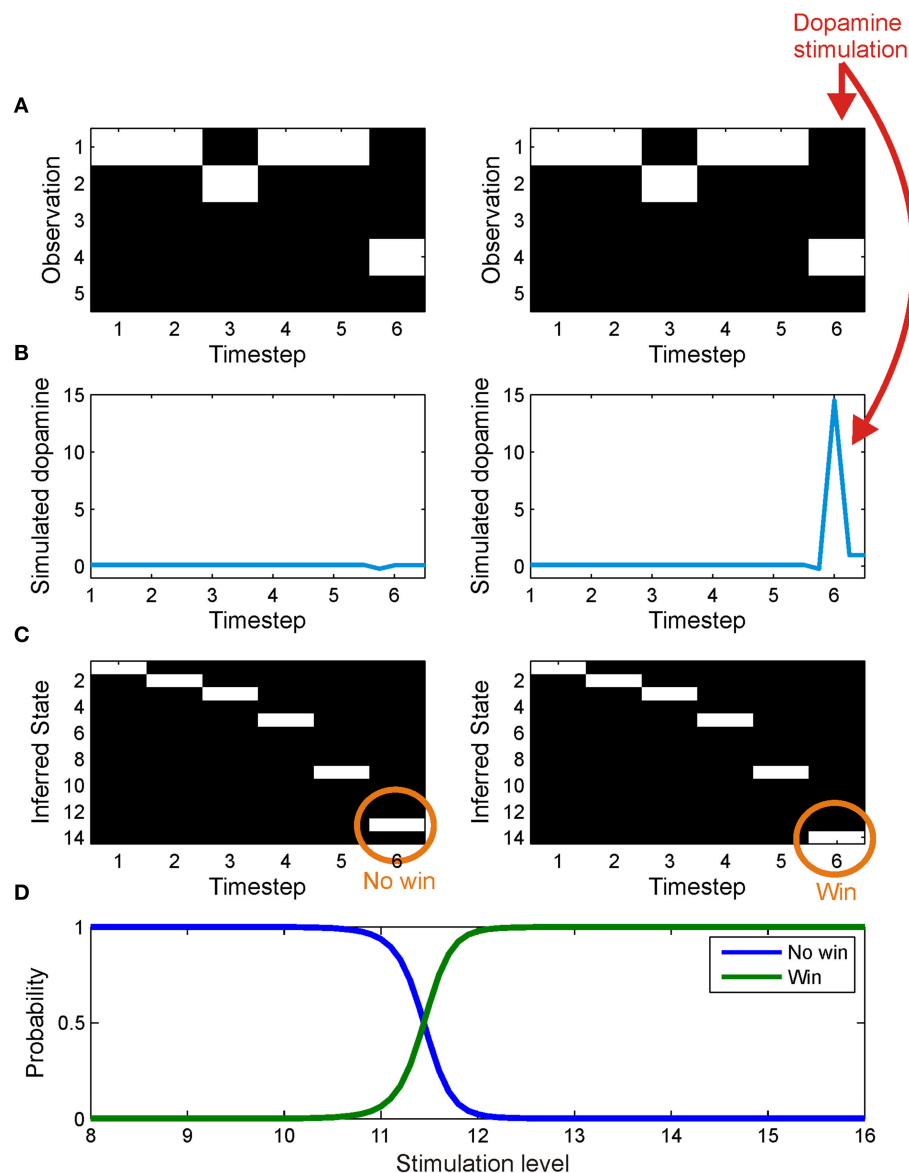 Dopamine
stimulation
A
Observation
1
2
3
4
5
1 2 3 4 5 6
Timestep
Observation
1
2
3
4
5
1 2 3 4 5 6
Timestep
B
Simulated dopamine
15
10
5
0
1 2 3 4 5 6
Timestep
Simulated dopamine
15
10
5
0
1 2 3 4 5 6
Timestep
C
Inferred State
2
4
6
8
10
12
14
1 2 3 4 5 6
Timestep
No win
Inferred State
2
4
6
8
10
12
14
1 2 3 4 5 6
Timestep
Win
D
Probability
1
0.5
0
No win
Win
8 9 10 11 12 13 14 15 16
Stimulation level